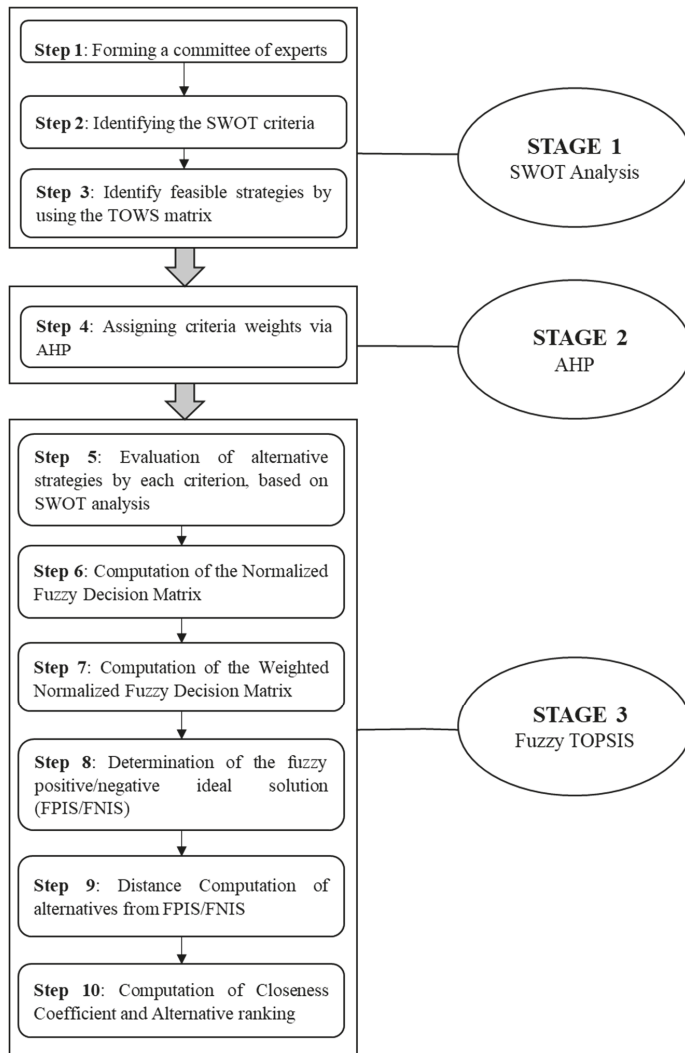 Step 1: Forming a committee of experts
Step 2: Identifying the SWOT criteria
Step 3: Identify feasible strategies by
using the TOWS matrix
STAGE 1
SWOT Analysis
Step 4: Assigning criteria weights via
AHP
STAGE 2
AHP
Step 5: Evaluation of alternative
strategies by each criterion, based on
SWOT analysis
Step 6: Computation of the Normalized
Fuzzy Decision Matrix
Step 7: Computation of the Weighted
Normalized Fuzzy Decision Matrix
Step 8: Determination of the fuzzy
positive/negative ideal solution
(FPIS/FNIS)
Step 9: Distance Computation of
alternatives from FPIS/FNIS
Step 10: Computation of Closeness
Coefficient and Alternative ranking
STAGE 3
Fuzzy TOPSIS